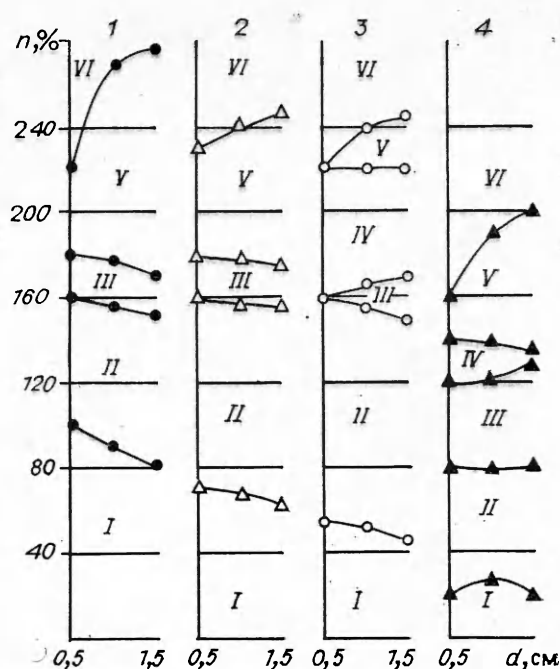 n,% 1 2 3 4
VI VI VI
240
V
V V VI
200
IV
III III V
160
III
IV
120
II II II III
80
II
40
I I I I
0,5 1,5 0,5 1,5 0,5 1,5 0,5 d,см